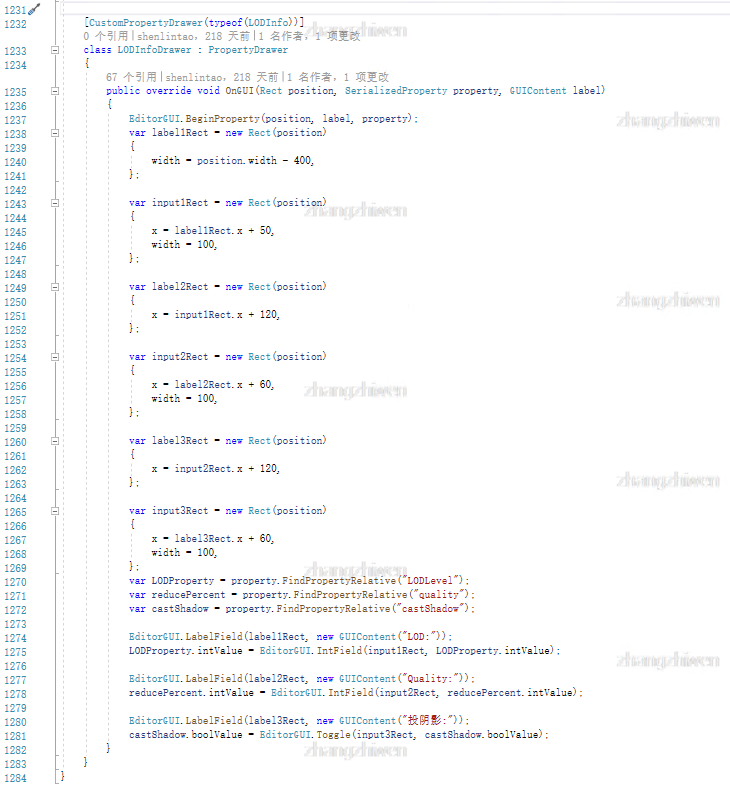 1231
1232 [CustomPropertyDrawer(typeof(LODInfo))]
0 个引用|shenlintao，218 天前|1 名作者，1 项更改
1233 class LODInfoDrawer : PropertyDrawer
1234 {
67 个引用|shenlintao，218 天前|1 名作者，1 项更改
1235 public override void OnGUI(Rect position, SerializedProperty property, GUIContent label)
1236 {
1237 EditorGUI.BeginProperty(position, label, property);
1238 var label1Rect = new Rect(position)
1239 {
1240 width = position.width - 400,
1241 };
1242
1243 var input1Rect = new Rect(position)
1244 {
1245 x = label1Rect.x + 50,
1246 width = 100,
1247 };
1248
1249 var label2Rect = new Rect(position)
1250 {
1251 x = input1Rect.x + 120,
1252 };
1253
1254 var input2Rect = new Rect(position)
1255 {
1256 x = label2Rect.x + 60,
1257 width = 100,
1258 };
1259
1260 var label3Rect = new Rect(position)
1261 {
1262 x = input2Rect.x + 120,
1263 };
1264
1265 var input3Rect = new Rect(position)
1266 {
1267 x = label3Rect.x + 60,
1268 width = 100,
1269 };
1270 var LODProperty = property.FindPropertyRelative("LODLevel");
1271 var reducePercent = property.FindPropertyRelative("quality");
1272 var castShadow = property.FindPropertyRelative("castShadow");
1273
1274 EditorGUI.LabelField(label1Rect, new GUIContent("LOD:"));
1275 LODProperty.intValue = EditorGUI.IntField(input1Rect, LODProperty.intValue);
1276
1277 EditorGUI.LabelField(label2Rect, new GUIContent("Quality:"));
1278 reducePercent.intValue = EditorGUI.IntField(input2Rect, reducePercent.intValue);
1279
1280 EditorGUI.LabelField(label3Rect, new GUIContent("投阴影:"));
1281 castShadow.boolValue = EditorGUI.Toggle(input3Rect, castShadow.boolValue);
1282 }
1283 }
1284 }
zhangzhiwen
zhangzhiwen
zhangzhiwen
zhangzhiwen
zhangzhiwen
zhangzhiwen
zhangzhiwen
zhangzhiwen
zhangzhiwen